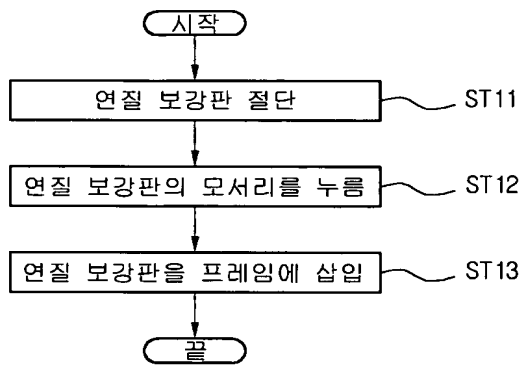 시작
연질 보강판 절단
ST11
연질 보강판의 모서리를 누름
ST12
연질 보강판을 프레임에 삽입
ST13
끝